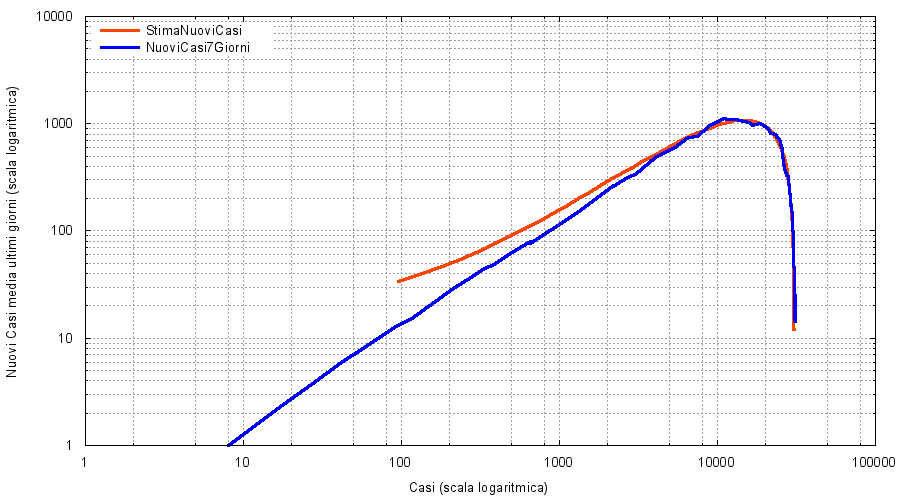 StimaNuoviCasi
NuoviCasi7Giorni
Nuovi Casi media ultimi giorni (scala logaritmica)
10000
1000
100
10
1
1 10 100 1000 10000 100000
Casi (scala logaritmica)